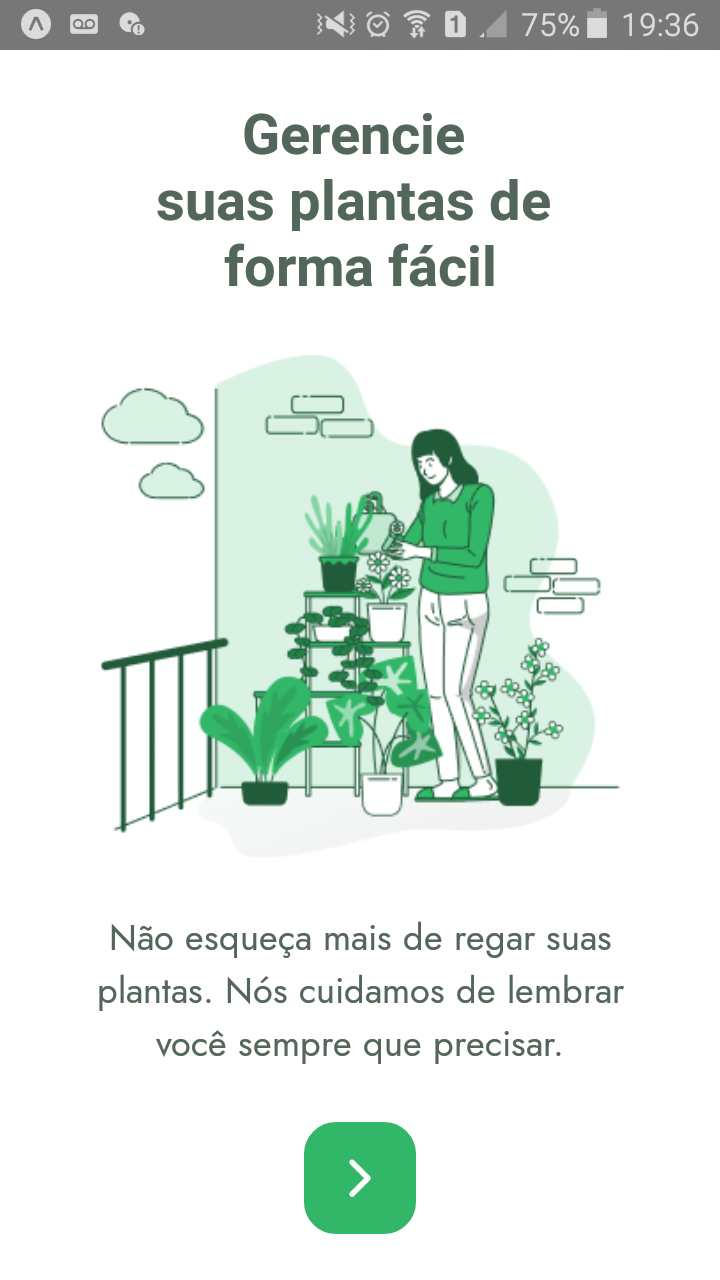 1 75% 19:36
Gerencie
suas plantas de
forma fácil
Não esqueça mais de regar suas
plantas. Nós cuidamos de lembrar
você sempre que precisar.